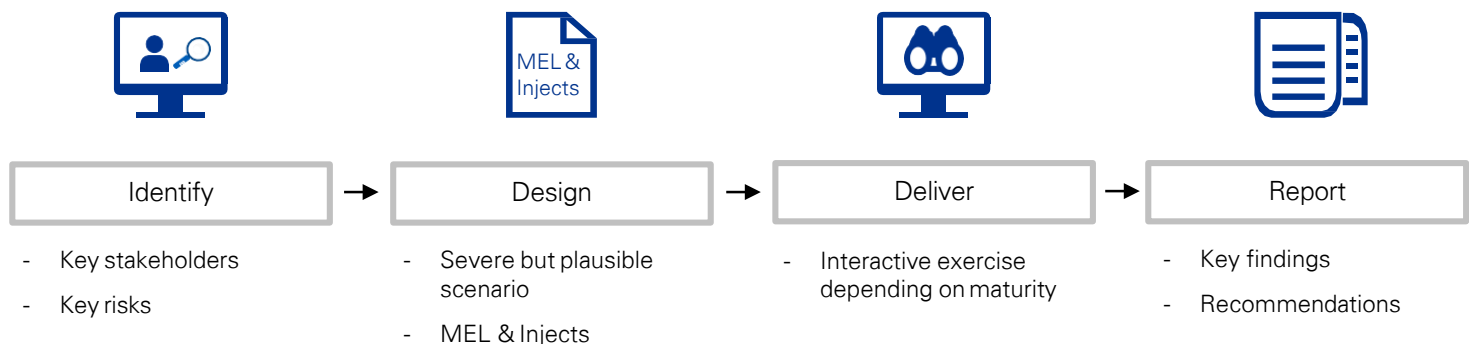 MEL &
Injects
Identify
Design
Deliver
Report
- Key stakeholders
- Key risks
- Severe but plausible
scenario
- MEL & Injects
- Interactive exercise
depending on maturity
- Key findings
- Recommendations